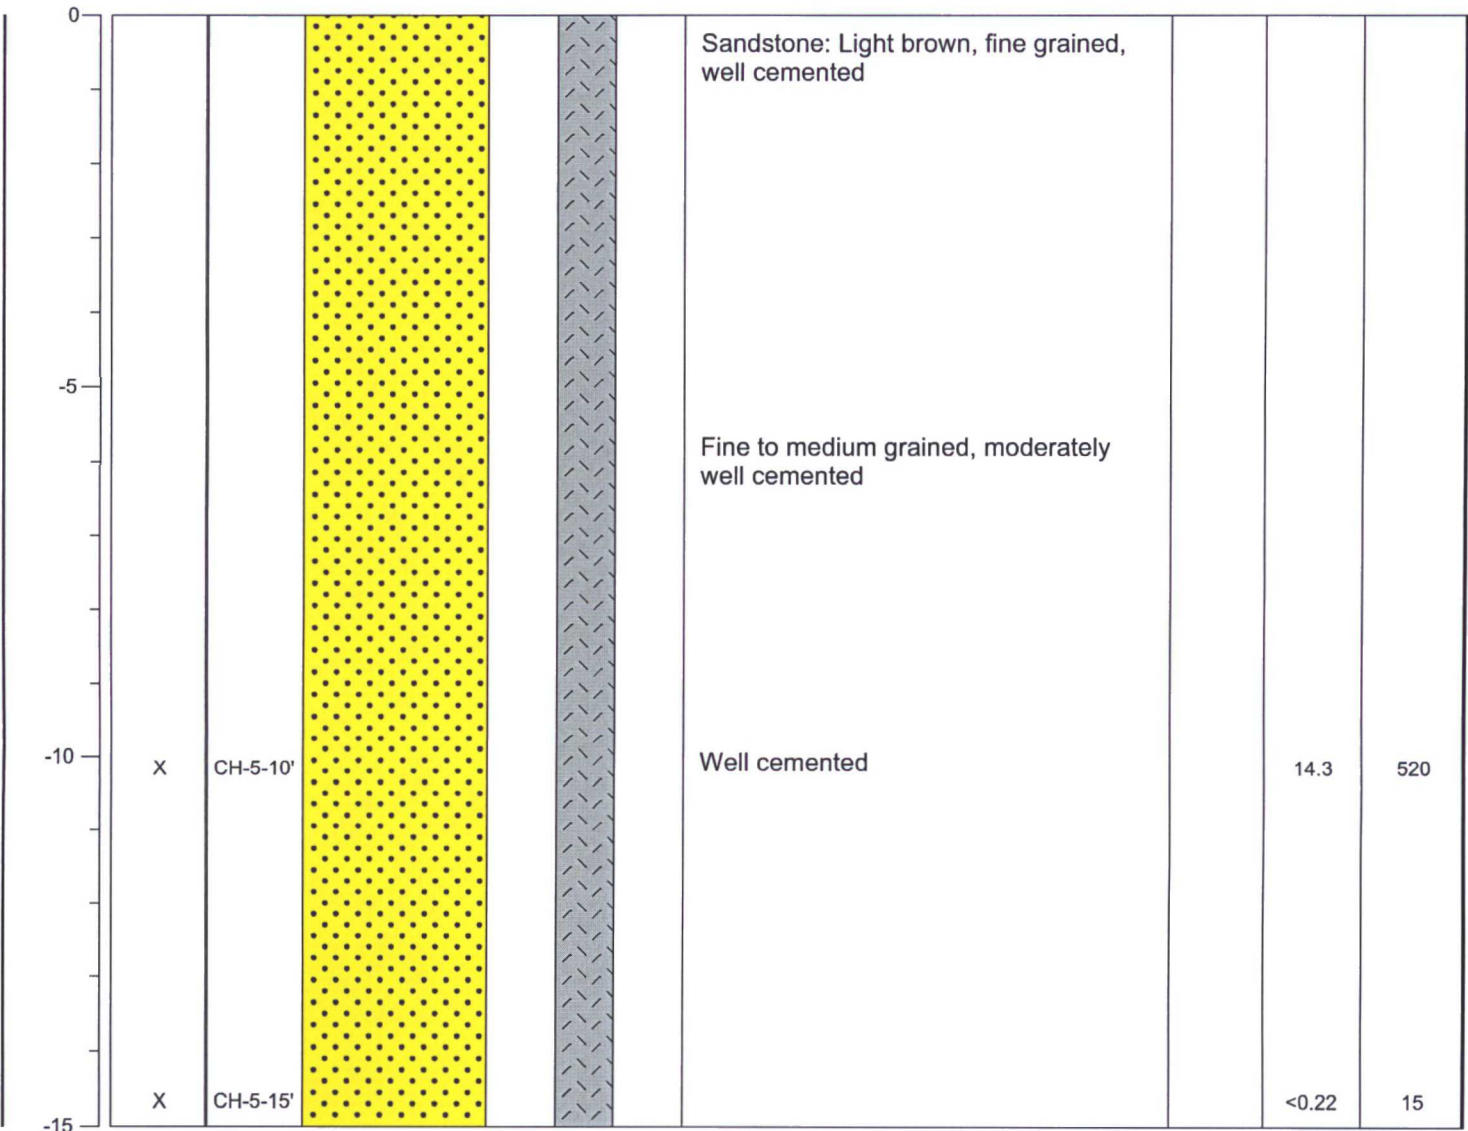 0
Sandstone: Light brown, fine grained,
well cemented
-5
Fine to medium grained, moderately
well cemented
-10 X CH-5-10' Well cemented 14.3 520
X CH-5-15' <0.22 15
-15